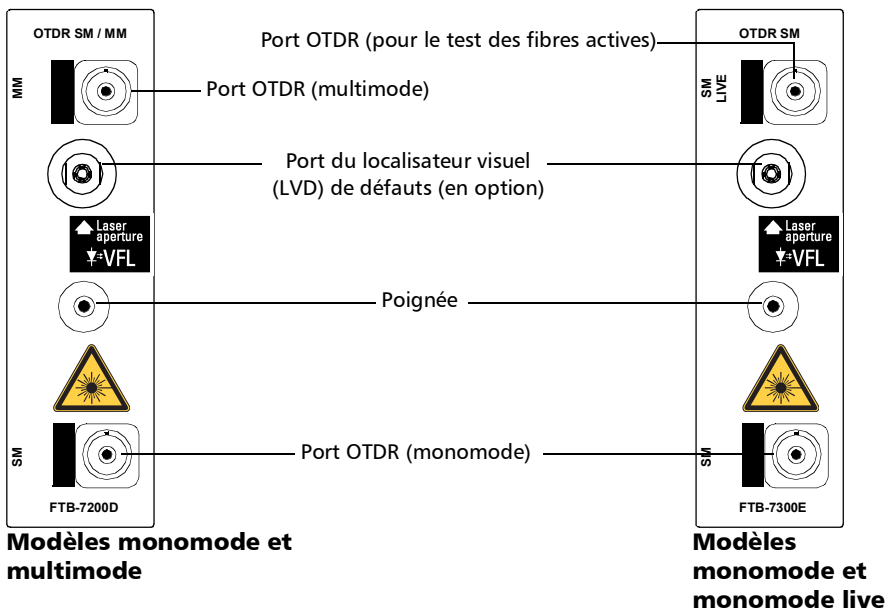 OTDR SM / MM
MM
Laser
aperture
VFL
SM
FTB-7200D
Modèles monomode et
multimode
Port OTDR (pour le test des fibres actives)
Port OTDR (multimode)
Port du localisateur visuel
(LVD) de défauts (en option)
Poignée
Port OTDR (monomode)
OTDR SM
SM
LIVE
Laser
aperture
VFL
SM
FTB-7300E
Modèles
monomode et
monomode live